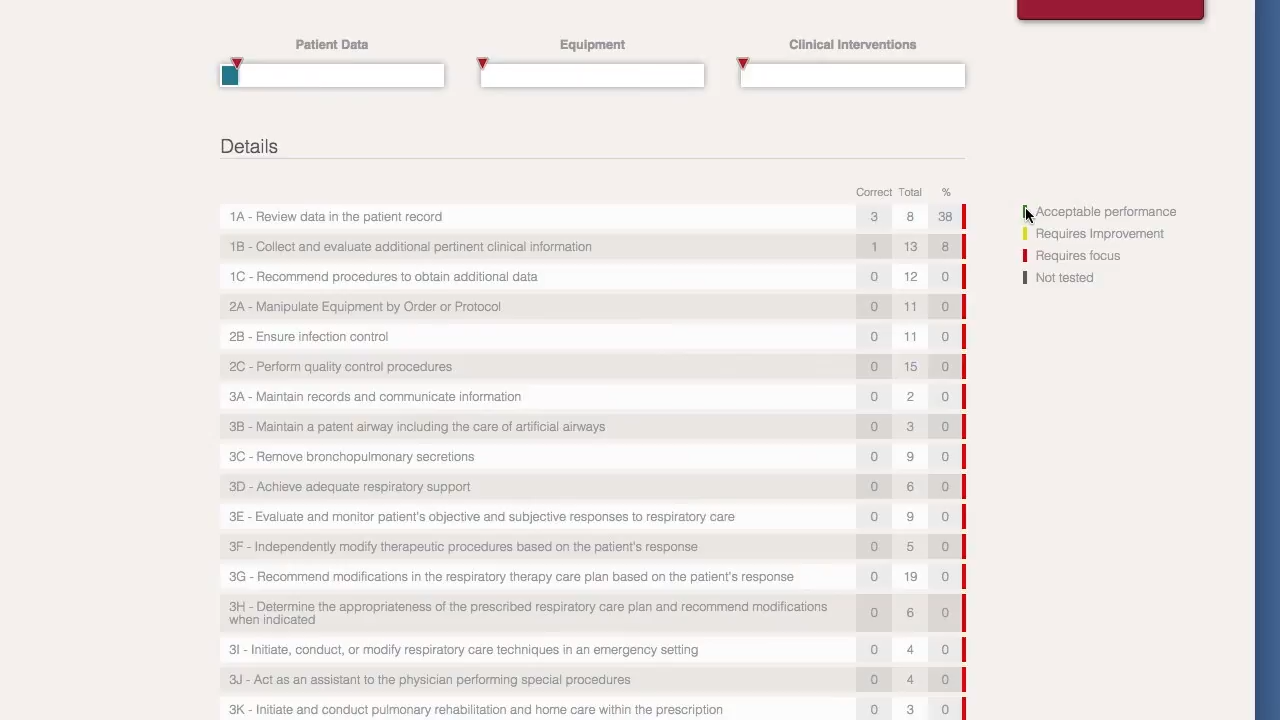 Patient Data Equipment Clinical Interventions
Details
Correct Total %
1A - Review data in the patient record 3 8 38
1B - Collect and evaluate additional pertinent clinical information 1 13 8
1C - Recommend procedures to obtain additional data 0 12 0
2A - Manipulate Equipment by Order or Protocol 0 11 0
2B - Ensure infection control 0 11 0
2C - Perform quality control procedures 0 15 0
3A - Maintain records and communicate information 0 2 0
3B - Maintain a patent airway including the care of artificial airways 0 3 0
3C - Remove bronchopulmonary secretions 0 9 0
3D - Achieve adequate respiratory support 0 6 0
3E - Evaluate and monitor patient's objective and subjective responses to respiratory care 0 9 0
3F - Independently modify therapeutic procedures based on the patient's response 0 5 0
3G - Recommend modifications in the respiratory therapy care plan based on the patient's response 0 19 0
3H - Determine the appropriateness of the prescribed respiratory care plan and recommend modifications
when indicated 0 6 0
3I - Initiate, conduct, or modify respiratory care techniques in an emergency setting 0 4 0
3J - Act as an assistant to the physician performing special procedures 0 4 0
3K - Initiate and conduct pulmonary rehabilitation and home care within the prescription 0 3 0
Acceptable performance
Requires Improvement
Requires focus
Not tested